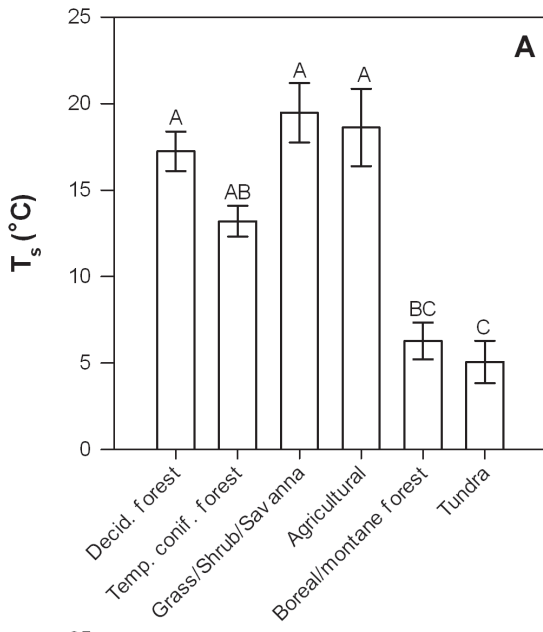 A
T_s (°C)
25
20
15
10
5
0
A
AB
A
A
BC
C
Decid. forest
Temp. conif. forest
Grass/Shrub/Savanna
Agricultural
Boreal/montane forest
Tundra